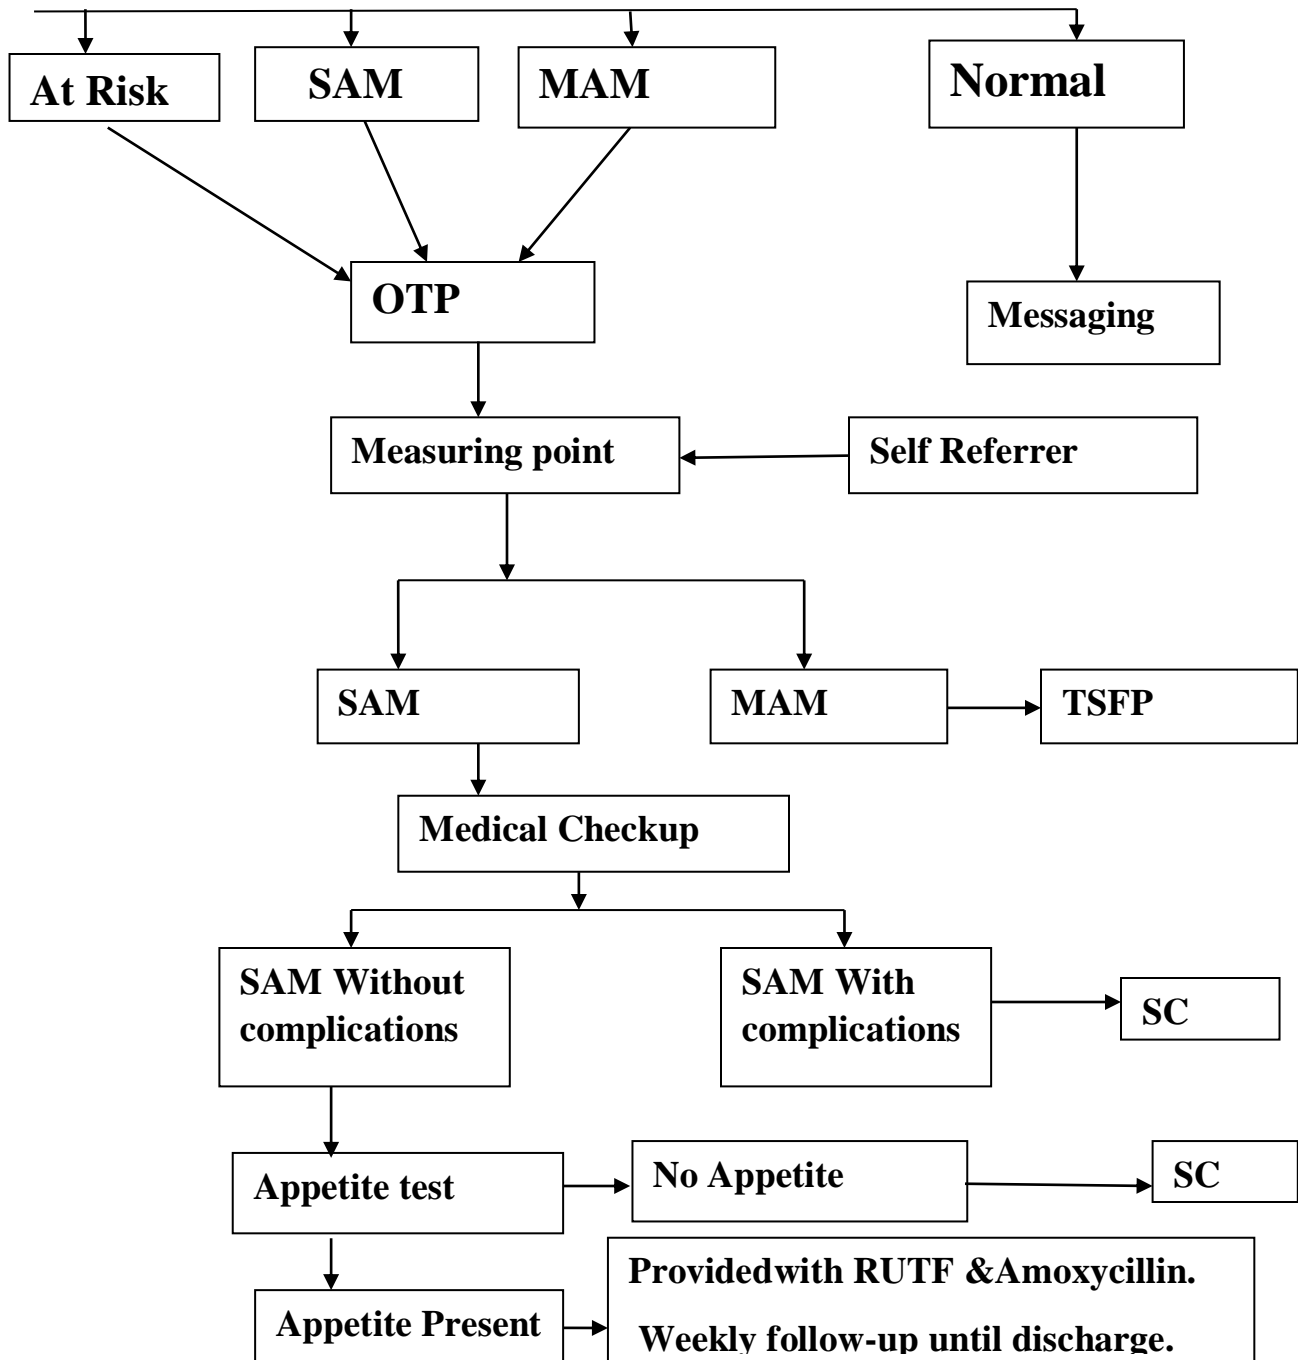 At Risk
SAM
MAM
Normal
OTP
Messaging
Measuring point
Self Referrer
SAM
MAM
TSFP
Medical Checkup
SAM Without
complications
SAM With
complications
SC
Appetite test
No Appetite
SC
Appetite Present
Providedwith RUTF &Amoxycillin.
Weekly follow-up until discharge.